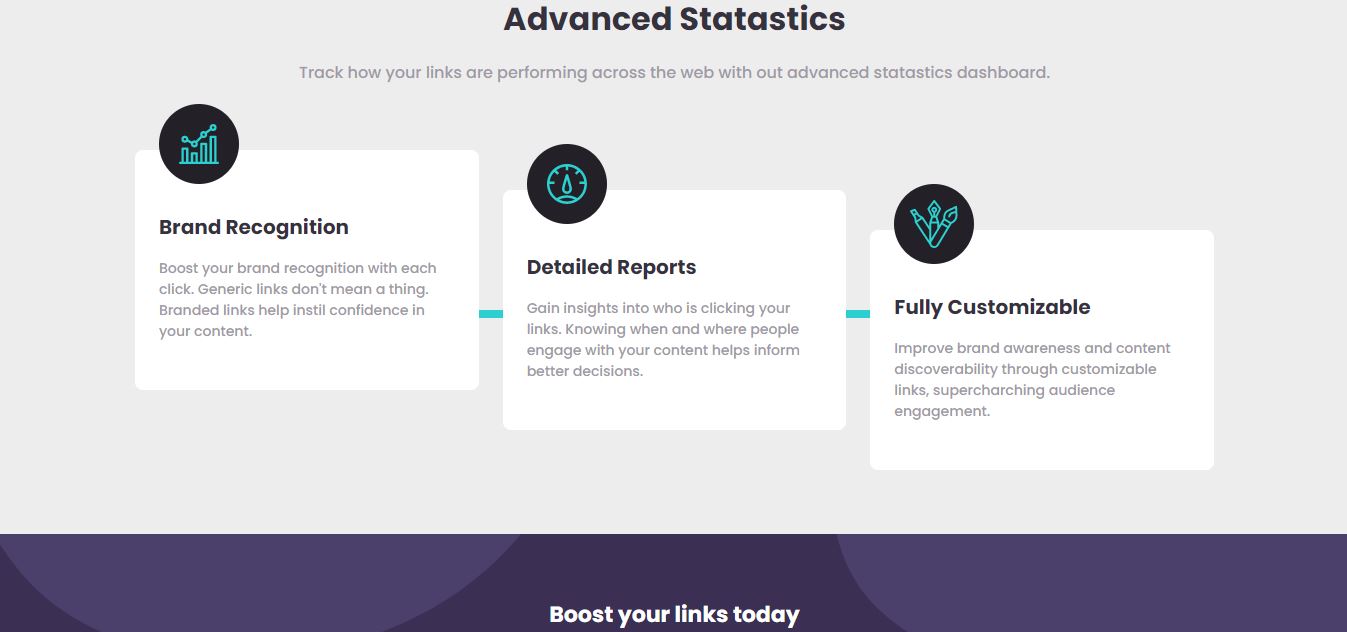 Advanced Statastics
Track how your links are performing across the web with out advanced statastics dashboard.
Brand Recognition
Boost your brand recognition with each
click. Generic links don't mean a thing.
Branded links help instil confidence in
your content.
Detailed Reports
Gain insights into who is clicking your
links. Knowing when and where people
engage with your content helps inform
better decisions.
Fully Customizable
Improve brand awareness and content
discoverability through customizable
links, supercharching audience
engagement.
Boost your links today